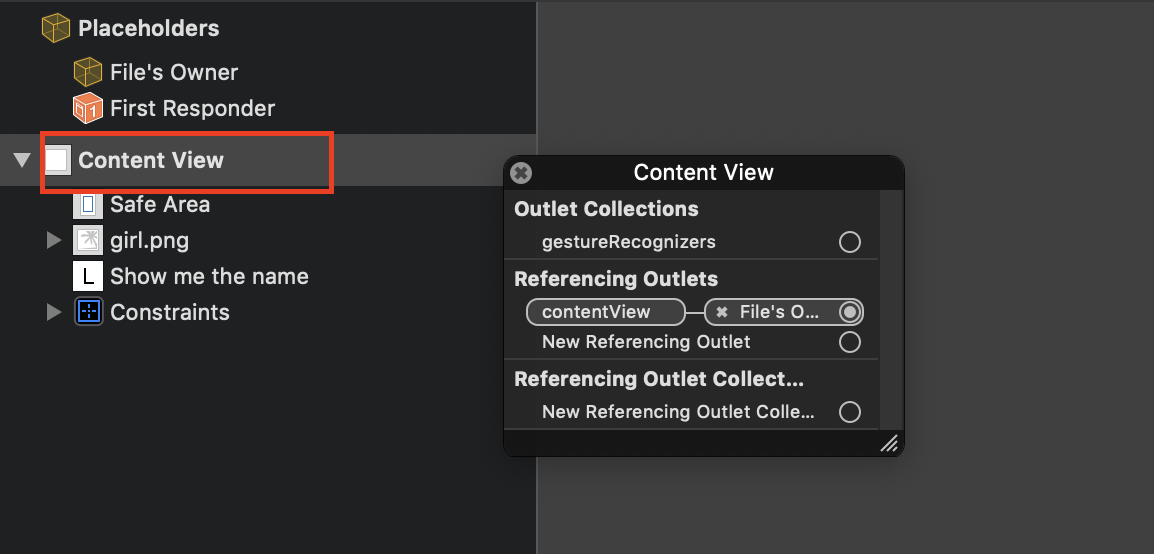 Placeholders
File's Owner
First Responder
1
Content View
Safe Area
girl.png
L Show me the name
Constraints
Content View
Outlet Collections
gestureRecognizers
Referencing Outlets
contentView File's O...
New Referencing Outlet
Referencing Outlet Collect...
New Referencing Outlet Colle...